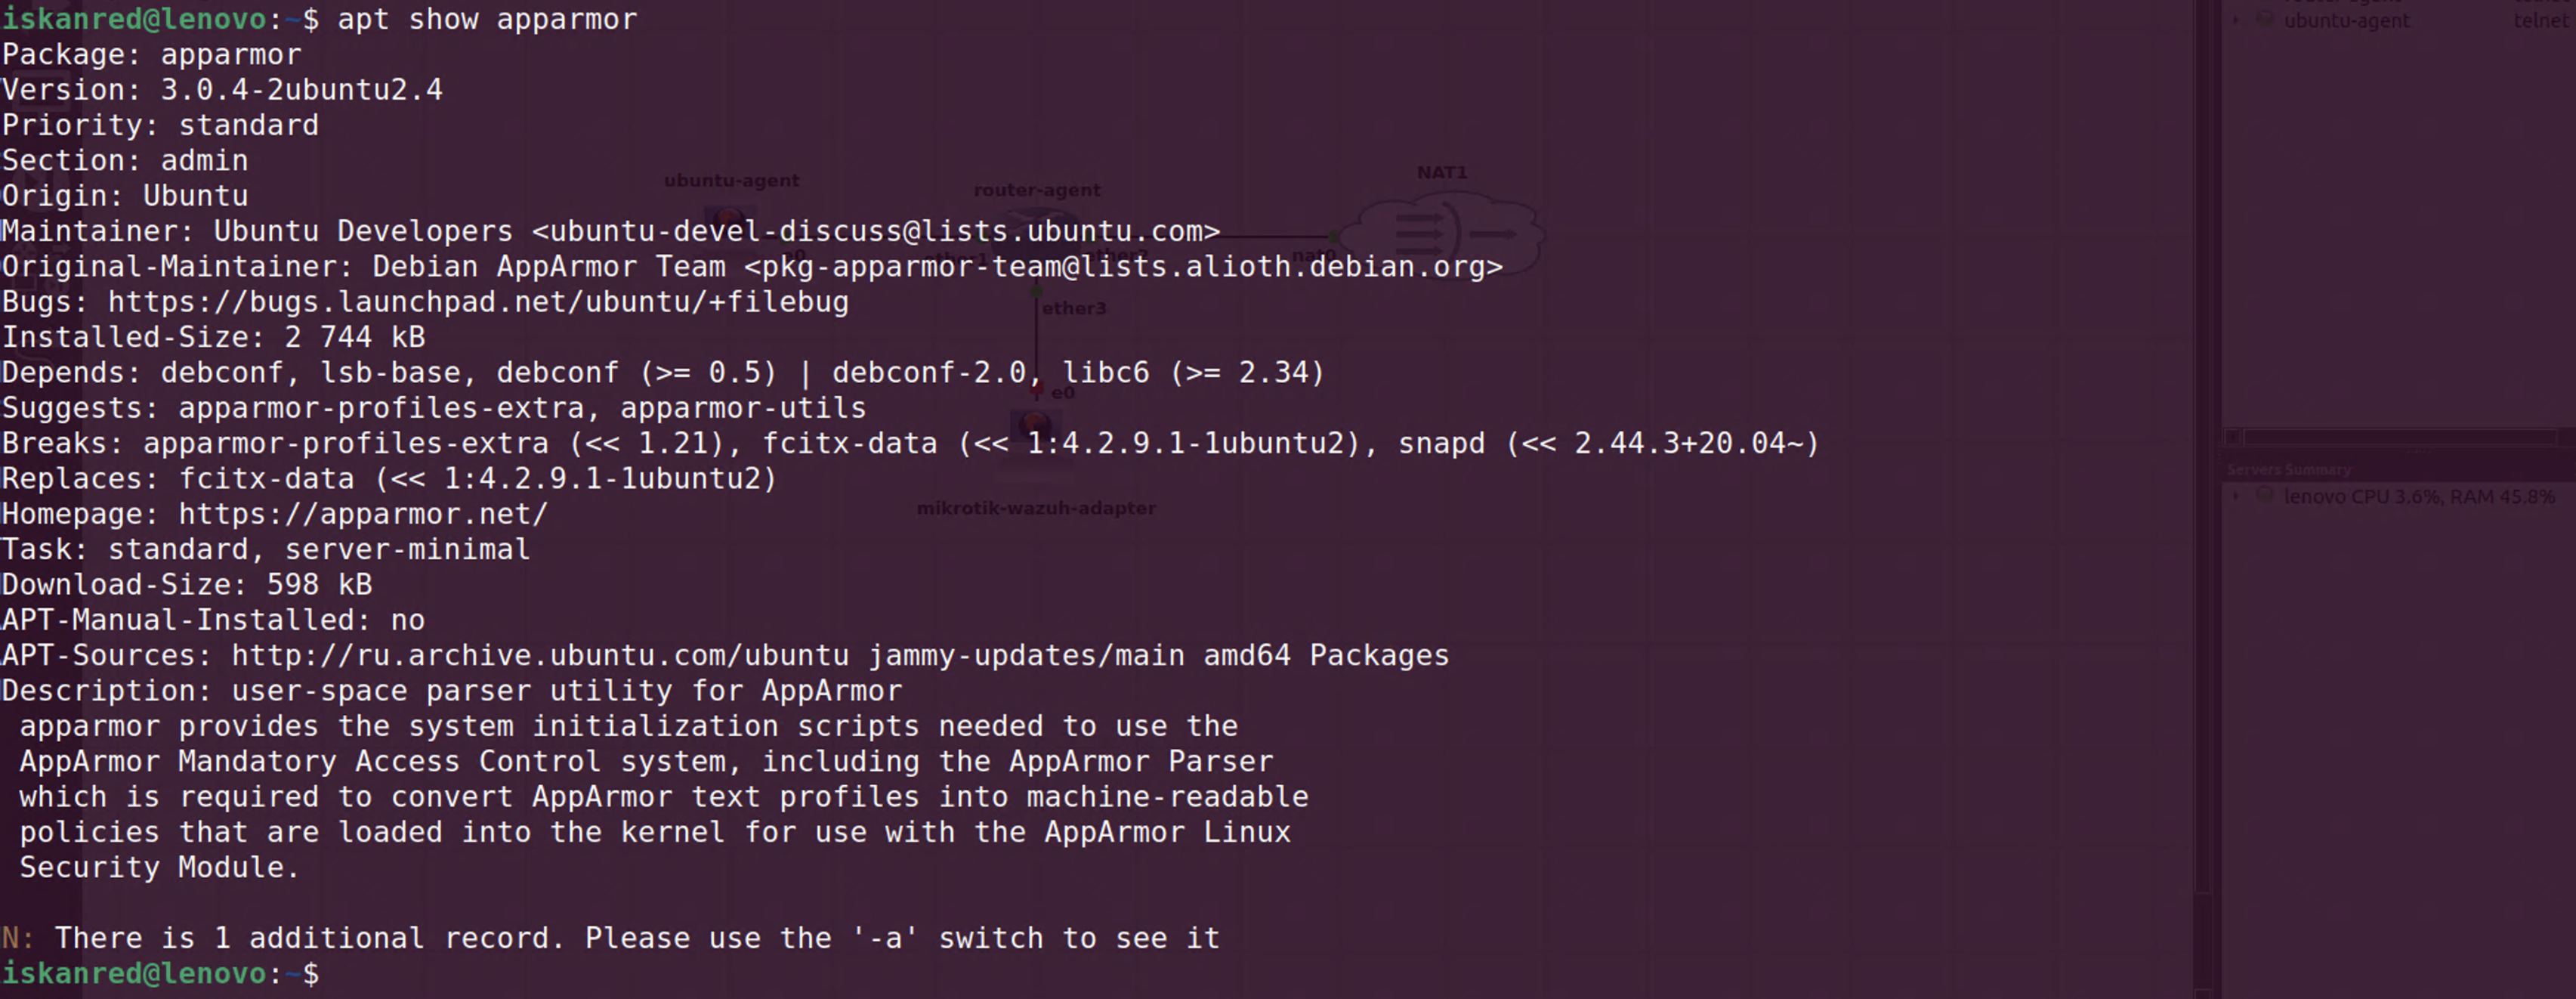 iskanred@lenovo:~$ apt show apparmor
Package: apparmor
Version: 3.0.4-2ubuntu2.4
Priority: standard
Section: admin
Origin: Ubuntu
Maintainer: Ubuntu Developers <ubuntu-devel-discuss@lists.ubuntu.com>
Original-Maintainer: Debian AppArmor Team <pkg-apparmor-team@lists.alioth.debian.org>
Bugs: https://bugs.launchpad.net/ubuntu/+filebug
Installed-Size: 2 744 kB
Depends: debconf, lsb-base, debconf (>= 0.5) | debconf-2.0, libc6 (>= 2.34)
Suggests: apparmor-profiles-extra, apparmor-utils
Breaks: apparmor-profiles-extra (<< 1.21), fcitx-data (<< 1:4.2.9.1-1ubuntu2), snapd (<< 2.44.3+20.04~)
Replaces: fcitx-data (<< 1:4.2.9.1-1ubuntu2)
Homepage: https://apparmor.net/
Task: standard, server-minimal
Download-Size: 598 kB
APT-Manual-Installed: no
APT-Sources: http://ru.archive.ubuntu.com/ubuntu jammy-updates/main amd64 Packages
Description: user-space parser utility for AppArmor
 apparmor provides the system initialization scripts needed to use the
 AppArmor Mandatory Access Control system, including the AppArmor Parser
 which is required to convert AppArmor text profiles into machine-readable
 policies that are loaded into the kernel for use with the AppArmor Linux
 Security Module.

N: There is 1 additional record. Please use the '-a' switch to see it
iskanred@lenovo:~$
ubuntu-agent
router-agent
NAT1
nat0
ether3
e0
mikrotik-wazuh-adapter
ubuntu-agent telnet
Servers Summary
lenovo CPU 3.6%, RAM 45.8%